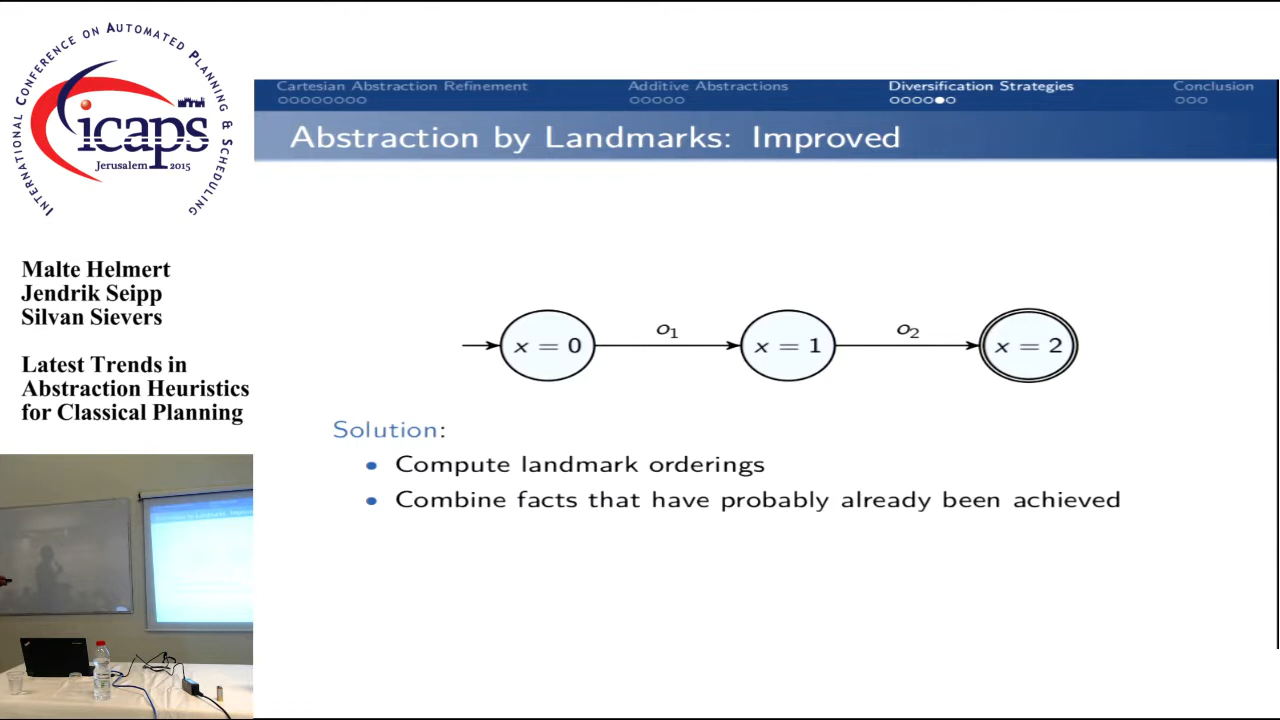 INTERNATIONAL CONFERENCE ON AUTOMATED PLANNING & SCHEDULING
icaps
Jerusalem 2015
Malte Helmert
Jendrik Seipp
Silvan Sievers
Latest Trends in
Abstraction Heuristics
for Classical Planning
Cartesian Abstraction Refinement Additive Abstractions Diversification Strategies Conclusion
Abstraction by Landmarks: Improved
x = 0 o₁ x = 1 o₂ x = 2
Solution:
• Compute landmark orderings
• Combine facts that have probably already been achieved